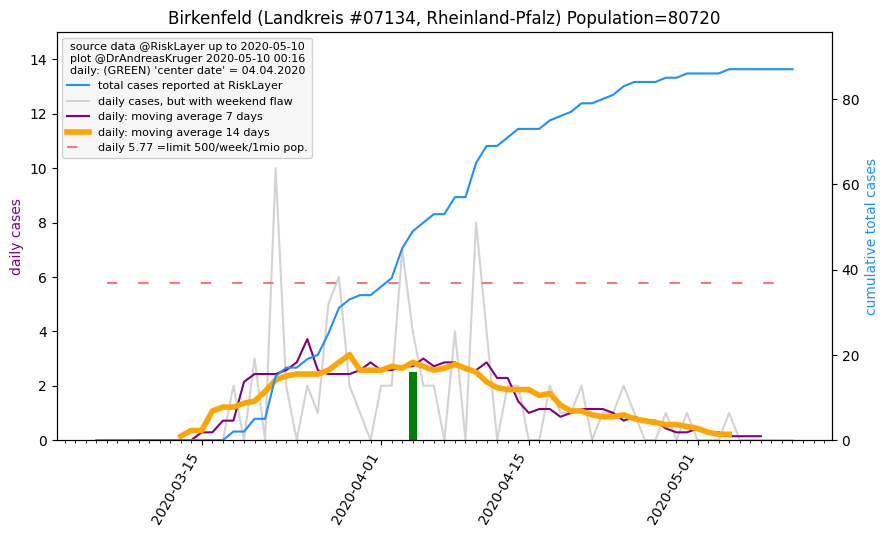 Birkenfeld (Landkreis #07134, Rheinland-Pfalz) Population=80720
source data @RiskLayer up to 2020-05-10
plot @DrAndreasKruger 2020-05-10 00:16
daily: (GREEN) 'center date' = 04.04.2020
total cases reported at RiskLayer
daily cases, but with weekend flaw
daily: moving average 7 days
daily: moving average 14 days
daily 5.77 =limit 500/week/1mio pop.
daily cases
14
12
10
8
6
4
2
0
80
60
40
20
0
cumulative total cases
2020-03-15
2020-04-01
2020-04-15
2020-05-01